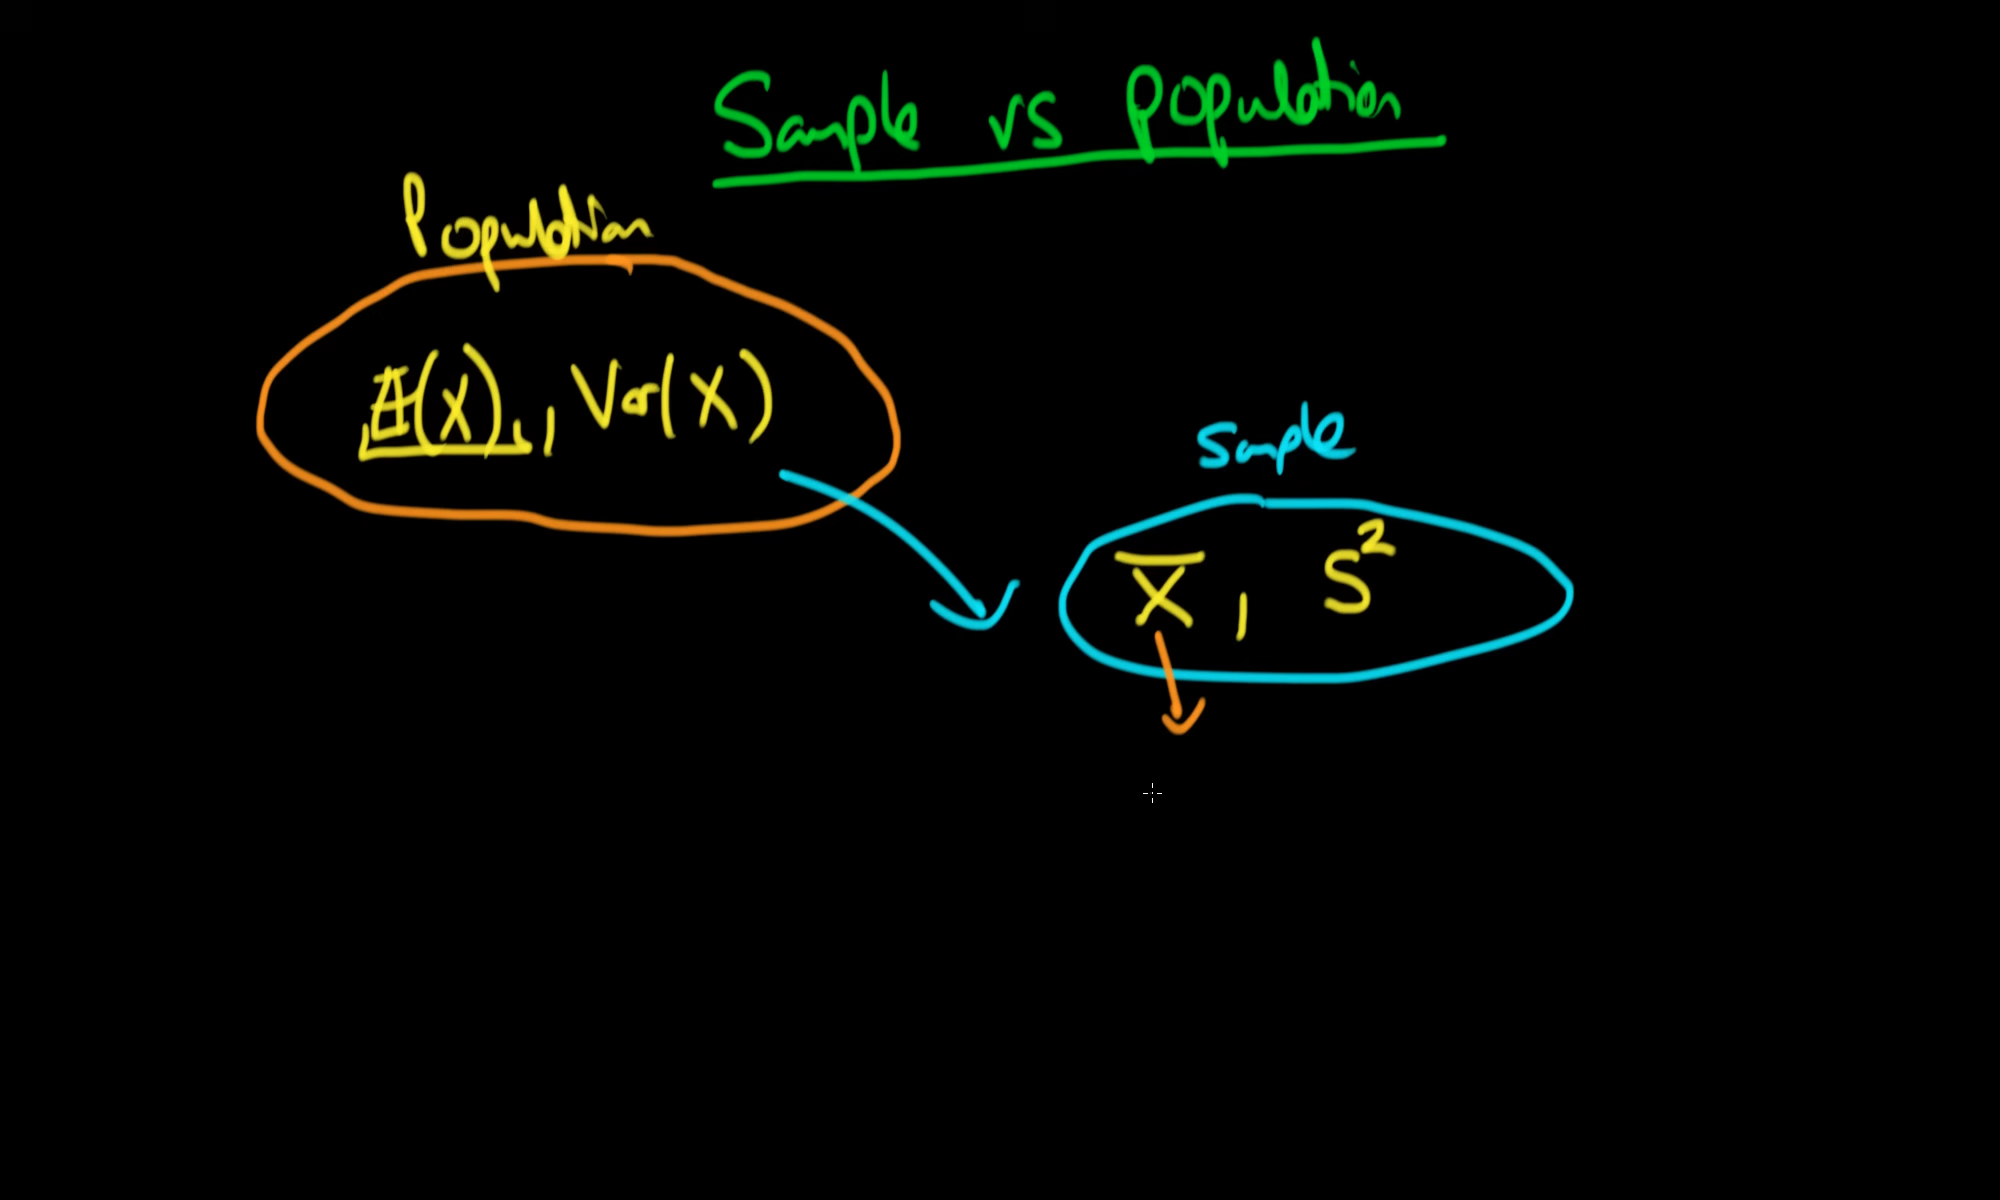 Sample vs Population
Population
𝔼(X), Var(X)
Sample
X̅, S²